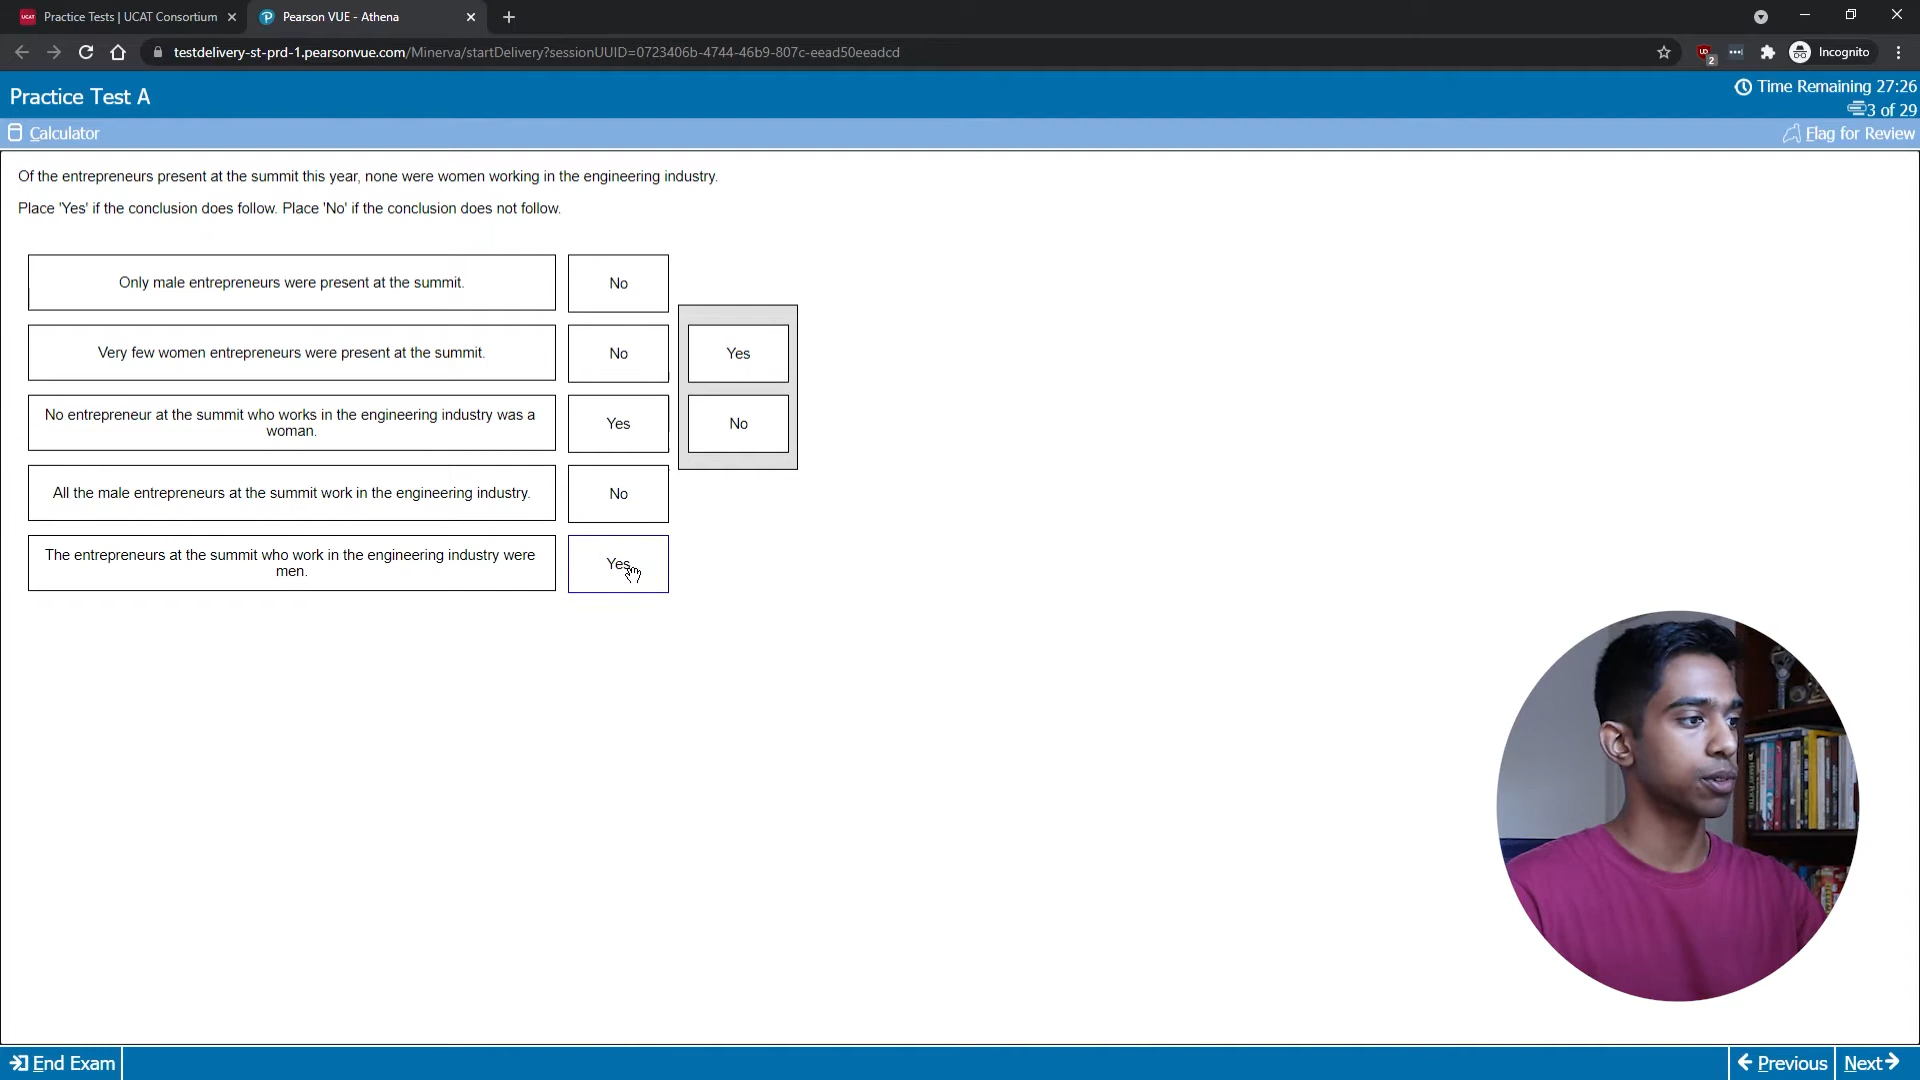 Practice Tests | UCAT Consortium
Pearson VUE - Athena
testdelivery-st-prd-1.pearsonvue.com/Minerva/startDelivery?sessionUUID=0723406b-4744-46b9-807c-eead50eeadcd
2
Incognito
Practice Test A
Time Remaining 27:26
3 of 29
Calculator
Flag for Review
Of the entrepreneurs present at the summit this year, none were women working in the engineering industry.
Place 'Yes' if the conclusion does follow. Place 'No' if the conclusion does not follow.
Only male entrepreneurs were present at the summit.
No
Very few women entrepreneurs were present at the summit.
No
Yes
No entrepreneur at the summit who works in the engineering industry was a
woman.
Yes
No
All the male entrepreneurs at the summit work in the engineering industry.
No
The entrepreneurs at the summit who work in the engineering industry were
men.
Yes
End Exam
Previous
Next